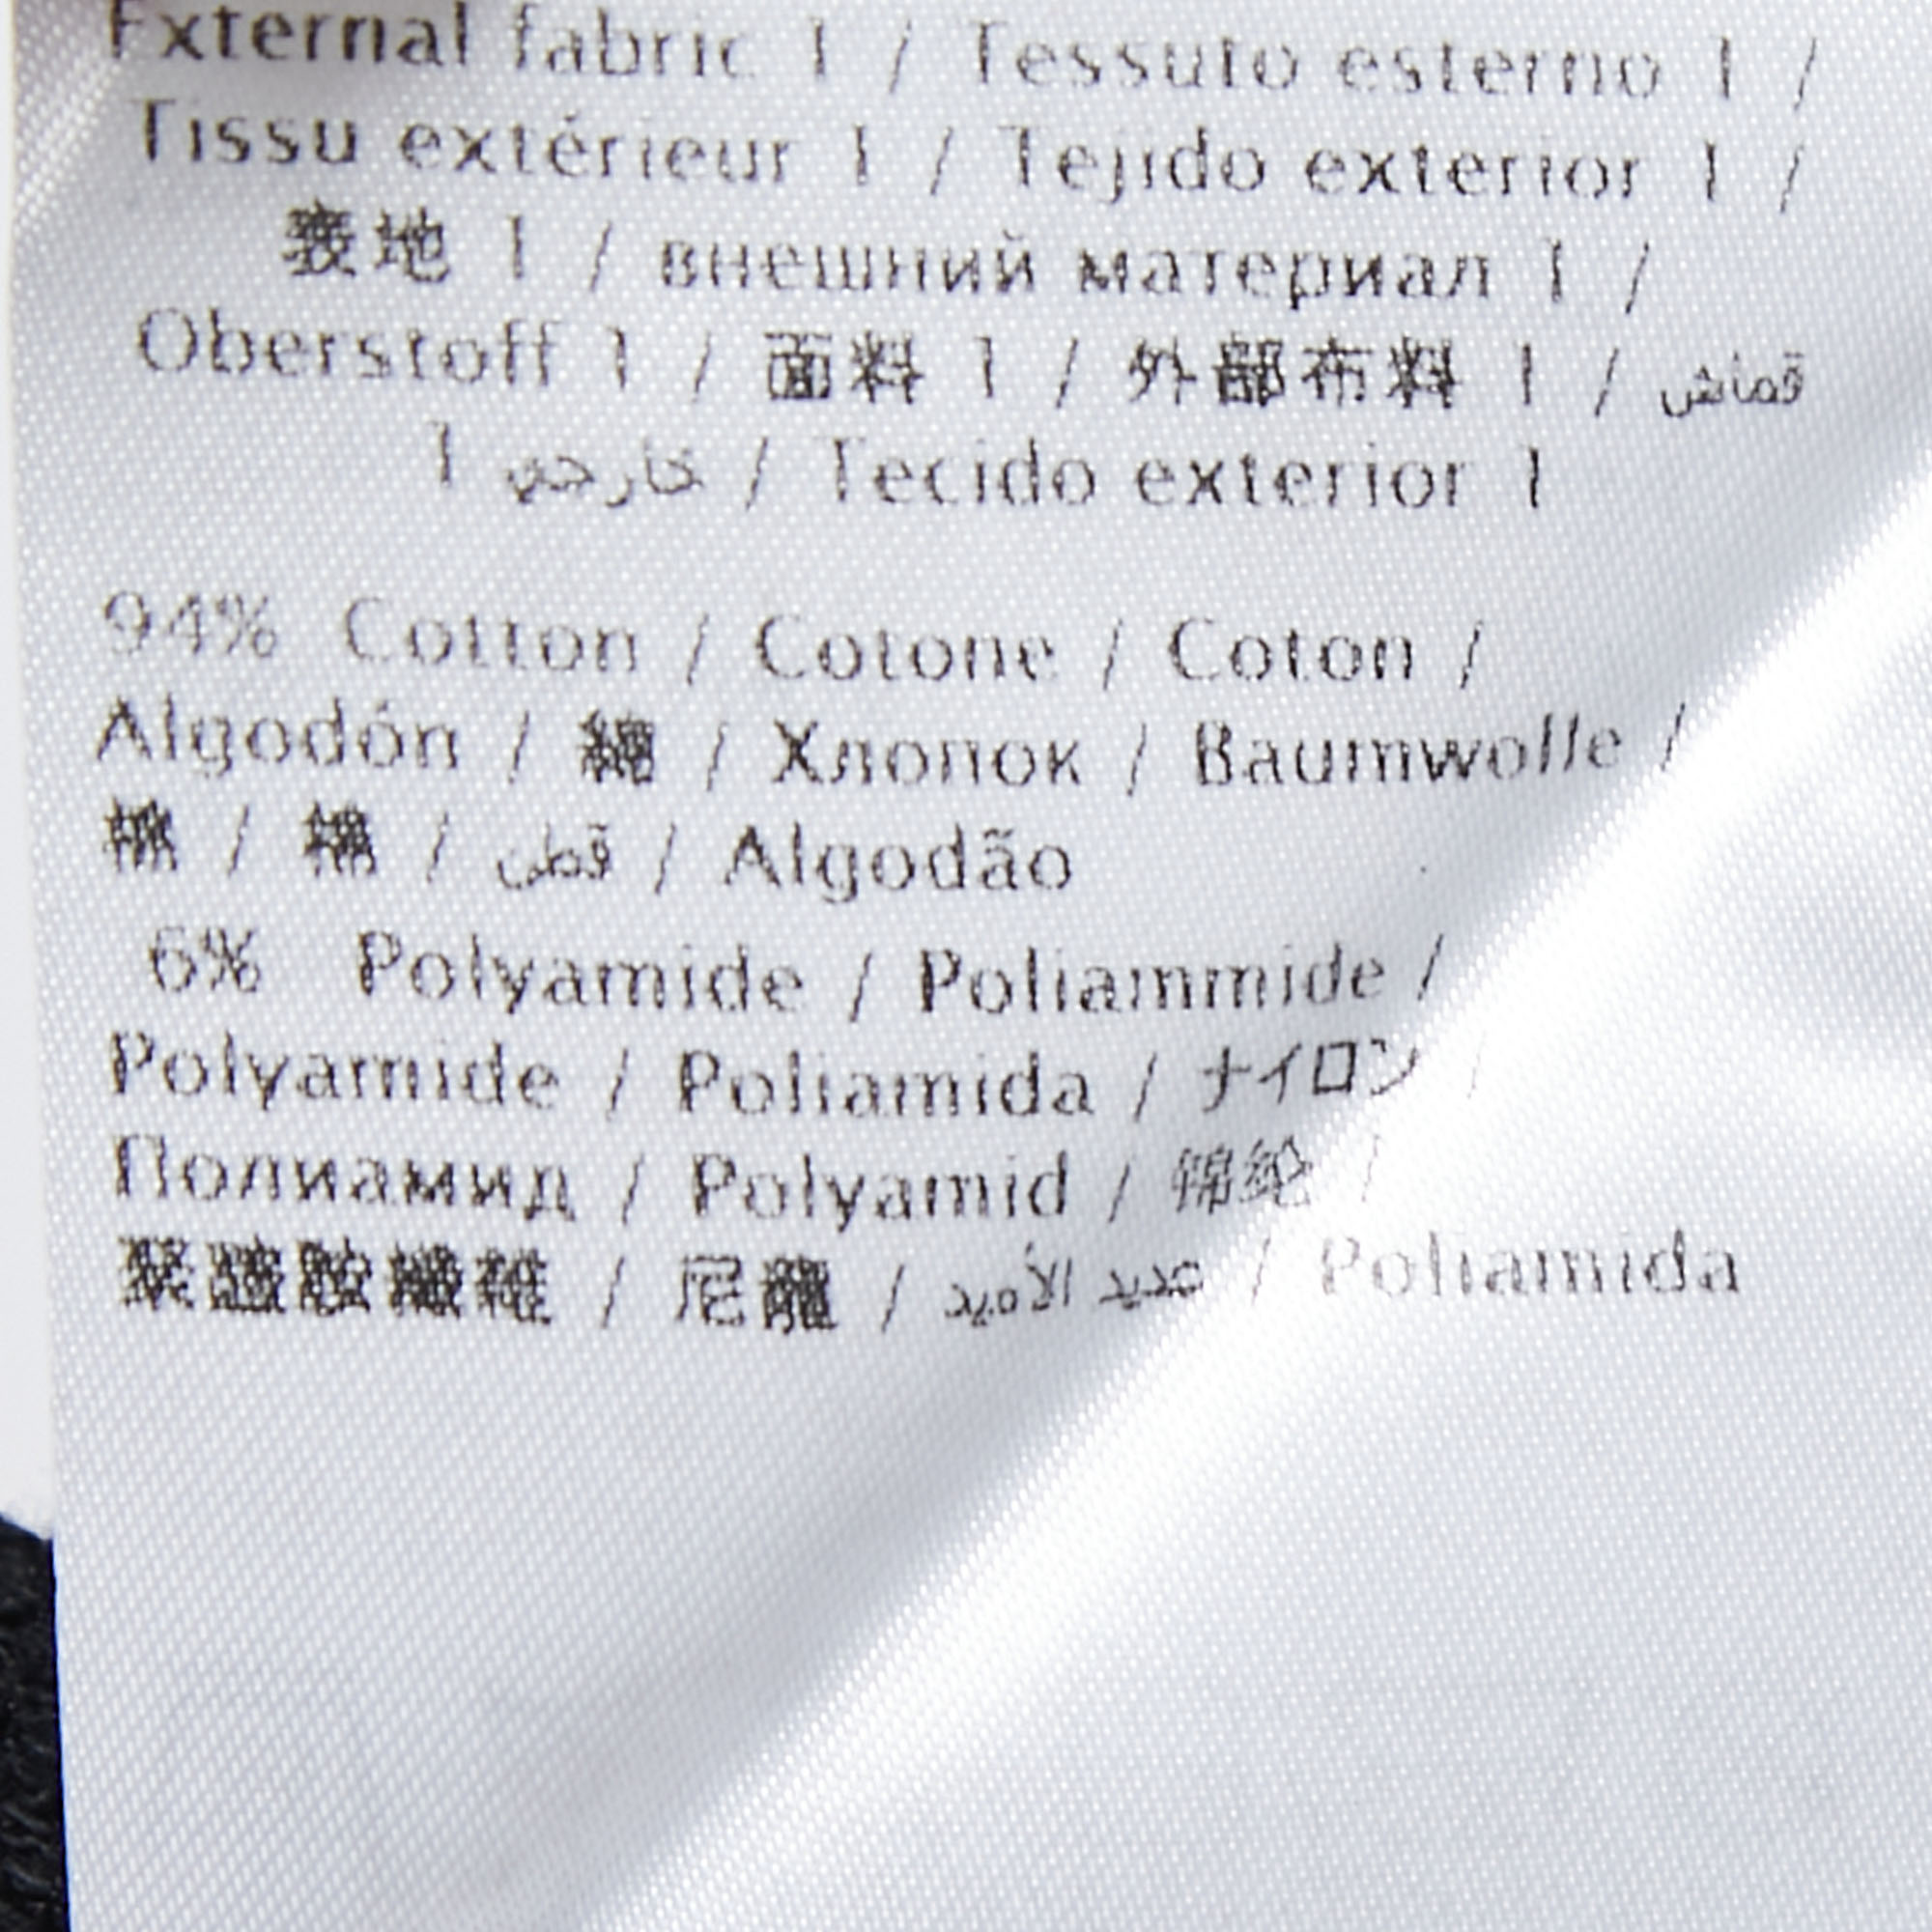 External fabric 1 / Tessuto esterno 1 /
Tissu extérieur 1 / Tejido exterior 1 /
表地 1 / внешний материал 1 /
Oberstoff 1 / 面料 1 / 外部布料 1 / قماش
خارجي 1 / Tecido exterior 1
94% Cotton / Cotone / Coton /
Algodón / 綿 / Хлопок / Baumwolle /
棉 / 棉 / قطن / Algodão
6% Polyamide / Poliammide /
Polyamide / Poliamida / ナイロン /
Полиамид / Polyamid / 锦纶 /
聚醯胺纖維 / 尼龍 / عديد الأميد / Poliamida